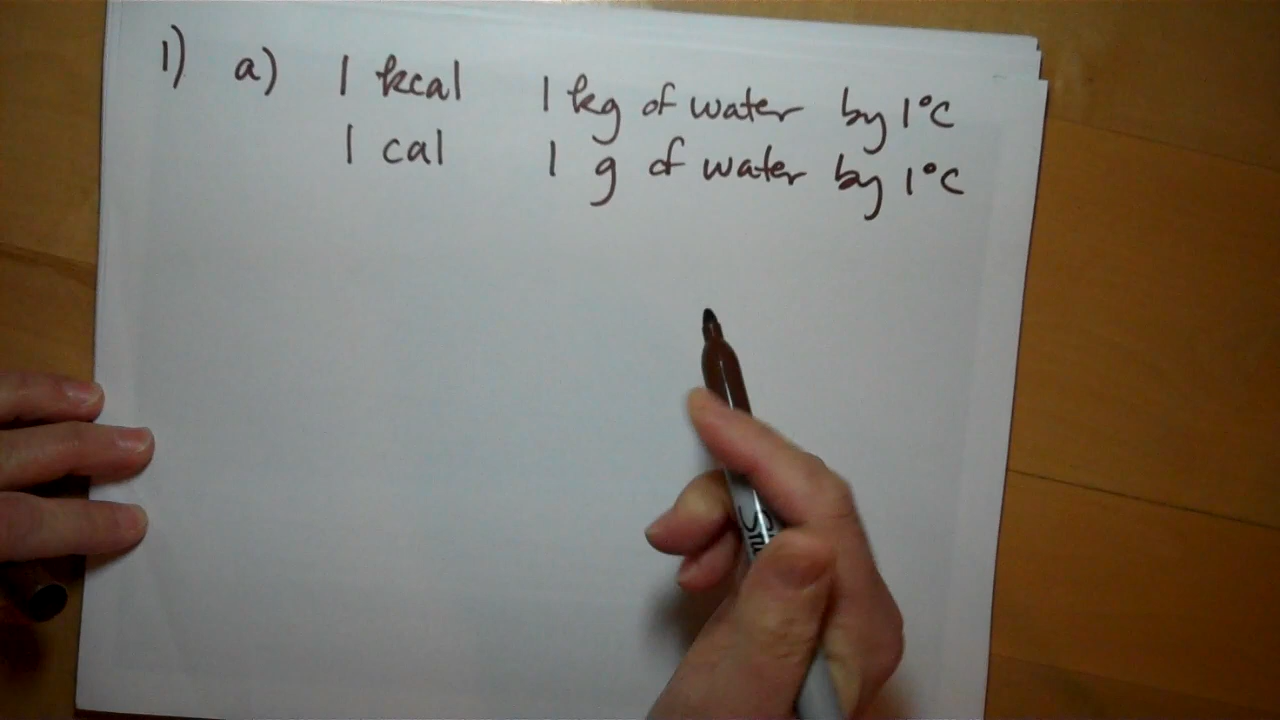 1) a) 1 kcal 1 kg of water by 1°C
1 cal 1 g of water by 1°C